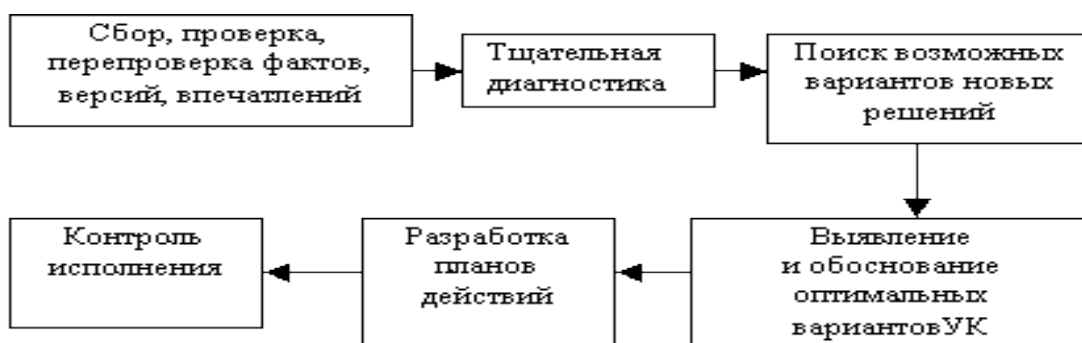 Сбор, проверка,
перепроверка фактов,
версий, впечатлений
Тщательная
диагностика
Поиск возможных
вариантов новых
решений
Выявление
и обоснование
оптимальных
вариантовУК
Разработка
планов
действий
Контроль
исполнения